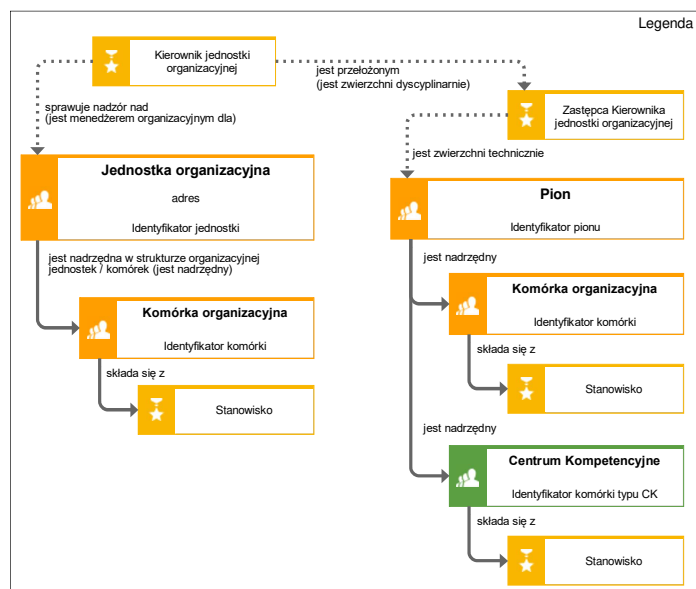 Legenda
Kierownik jednostki
organizacyjnej
jest przełożonym
(jest zwierzchni dyscyplinarnie)
sprawuje nadzór nad
(jest menedżerem organizacyjnym dla)
Zastępca Kierownika
jednostki organizacyjnej
jest zwierzchni technicznie
Jednostka organizacyjna
adres
Identyfikator jednostki
Pion
Identyfikator pionu
jest nadrzędna w strukturze organizacyjnej
jednostek / komórek (jest nadrzędny)
jest nadrzędny
Komórka organizacyjna
Identyfikator komórki
składa się z
Stanowisko
Komórka organizacyjna
Identyfikator komórki
składa się z
Stanowisko
jest nadrzędny
Centrum Kompetencyjne
Identyfikator komórki typu CK
składa się z
Stanowisko